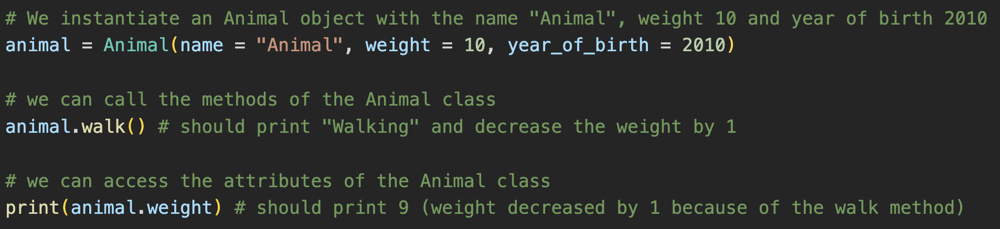 # We instantiate an Animal object with the name "Animal", weight 10 and year of birth 2010
animal = Animal(name = "Animal", weight = 10, year_of_birth = 2010)
# we can call the methods of the Animal class
animal.walk() # should print "Walking" and decrease the weight by 1
# we can access the attributes of the Animal class
print(animal.weight) # should print 9 (weight decreased by 1 because of the walk method)